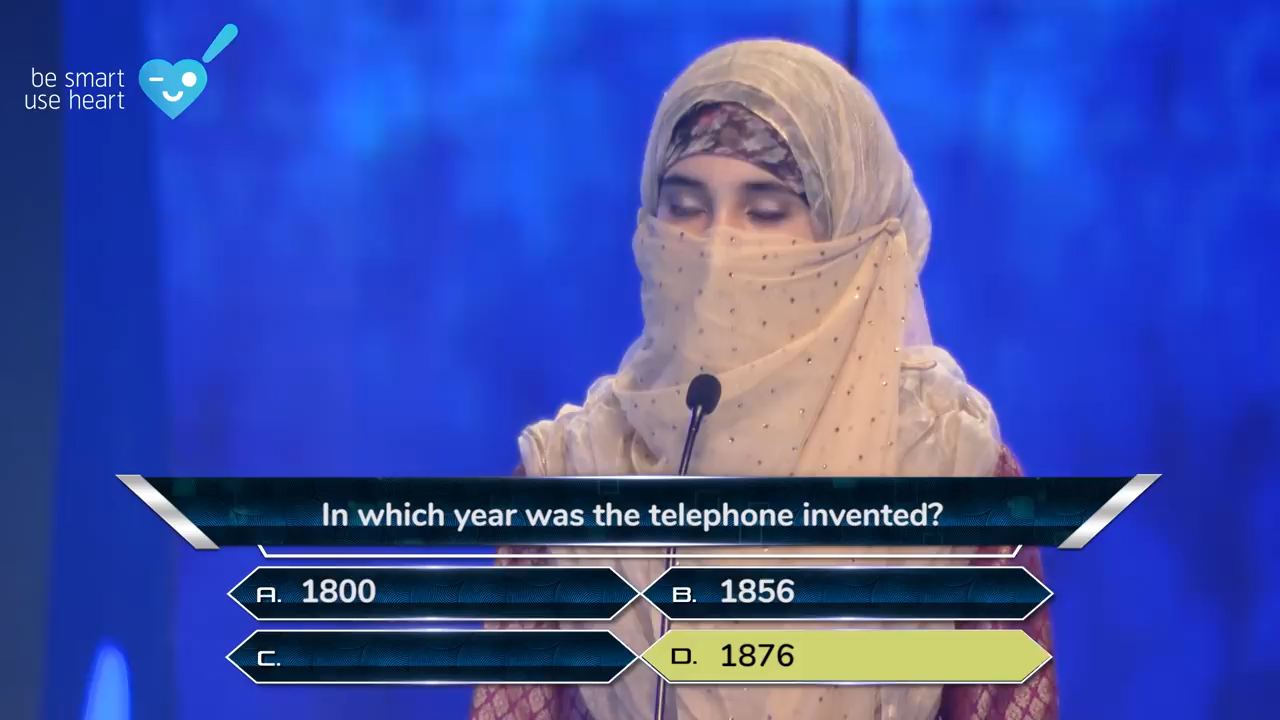 be smart
use heart
In which year was the telephone invented?
A. 1800
B. 1856
C.
D. 1876